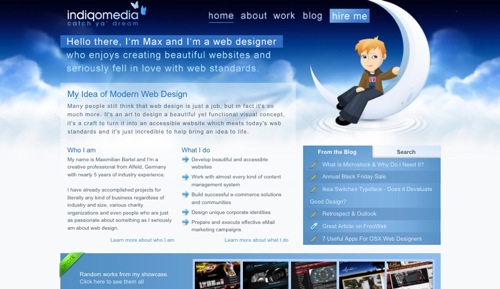 indiqomedia
catch ya' dream
home about work blog hire me
Hello there, I'm Max and I'm a web designer
who enjoys creating beautiful websites and
seriously fell in love with web standards.
My Idea of Modern Web Design
Many people still think that web design is just a job, but in fact it's so
much more. It's an art to design a beautiful yet functional visual concept,
it's a craft to turn it into an accessible website which meets today's web
standards and it's just incredible to help bring an idea to life.
Who I am
My name is Maximilian Bartel and I'm a
creative professional from Alfeld, Germany
with nearly 5 years of industry experience.
I have already accomplished projects for
literally any kind of business regardless of
industry and size, various charity
organizations and even people who are just
as passionate about something as I seriously
am about web design.
Learn more about who I am
What I do
Develop beautiful and accessible
websites
Work with almost every kind of content
management system
Build successful e-commerce solutions
and communities
Design unique corporate identities
Prepare and execute effective eMail
marketing campaigns
Learn more about what I do
From the Blog
Search
What is Microstock & Why Do I Need It?
Annual Black Friday Sale
Ikea Switches Typeface - Does it Devaluate
Good Design?
Retrospect & Outlook
Great Article on FreeWeb
7 Useful Apps For OSX Web Designers
Random works from my showcase.
Click here to see them all!